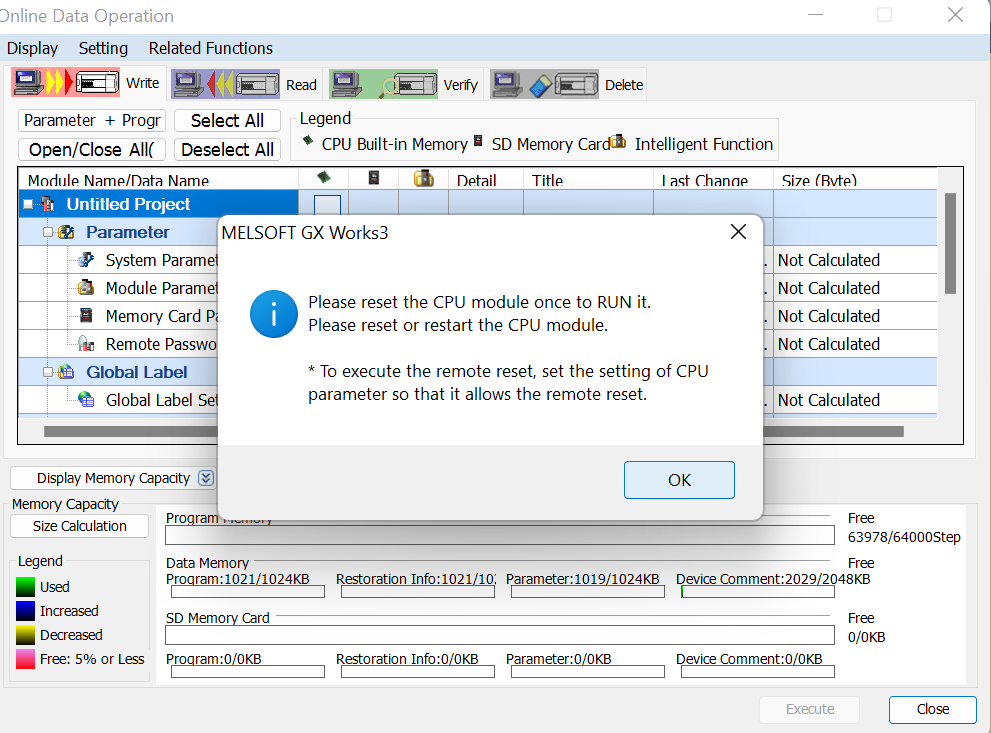 Online Data Operation
Display Setting Related Functions
Write Read Verify Delete
Parameter + Progr Select All
Open/Close All( Deselect All
Legend
CPU Built-in Memory SD Memory Card Intelligent Function
Module Name/Data Name Detail Title Last Change Size (Byte)
Untitled Project
Parameter
System Paramet . Not Calculated
Module Paramet . Not Calculated
Memory Card Pa . Not Calculated
Remote Passwo . Not Calculated
Global Label
Global Label Set . Not Calculated
MELSOFT GX Works3
Please reset the CPU module once to RUN it.
Please reset or restart the CPU module.
* To execute the remote reset, set the setting of CPU
parameter so that it allows the remote reset.
OK
Display Memory Capacity
Memory Capacity
Size Calculation
Legend
Used
Increased
Decreased
Free: 5% or Less
Program Memory Free
63978/64000Step
Data Memory Free
Program:1021/1024KB Restoration Info:1021/10 Parameter:1019/1024KB Device Comment:2029/2048KB
SD Memory Card Free
0/0KB
Program:0/0KB Restoration Info:0/0KB Parameter:0/0KB Device Comment:0/0KB
Execute Close